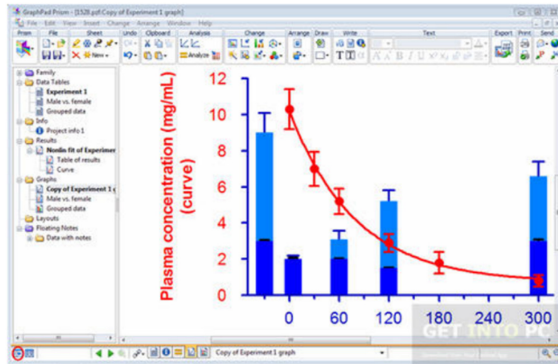 GraphPad Prism - [1528.pzf:Copy of Experiment 1 graph]
File Edit View Insert Change Arrange Window Help
Prism File Sheet Undo Clipboard Analysis Change Arrange Draw Write Text Export Print Send
New
Analyze
Family
Data Tables
Experiment 1
Male vs. female
Grouped data
Info
Project info 1
Results
Nonlin fit of Experimer
Table of results
Curve
Graphs
Copy of Experiment 1 g
Male vs. female
Grouped data
Layouts
Floating Notes
Data with notes
Plasma concentration (mg/mL)
(curve)
12
10
8
6
4
2
0
0 60 120 180 240 300
GET INTO PC
Copy of Experiment 1 graph